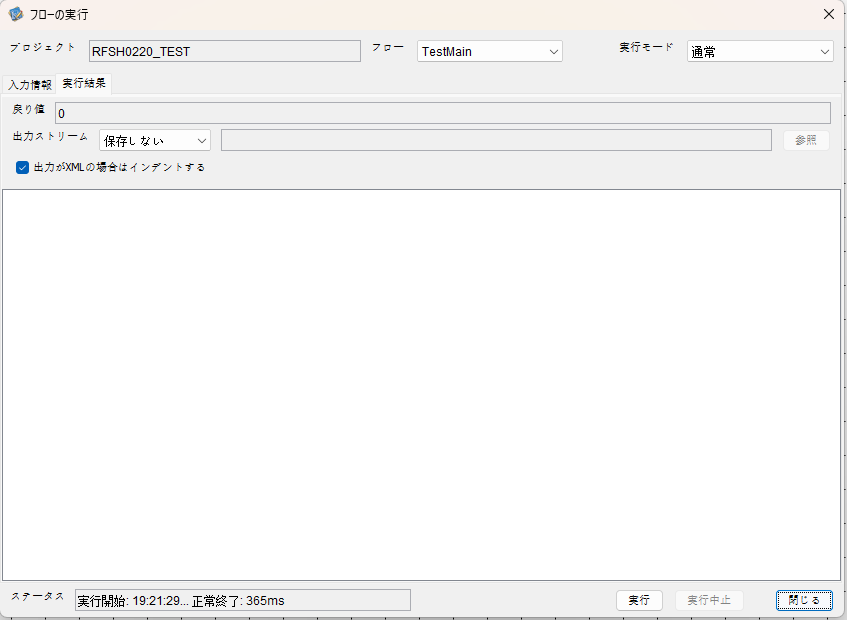 フローの実行
プロジェクト RFSH0220_TEST フロー TestMain 実行モード 通常
入力情報 実行結果
戻り値 0
出力ストリーム 保存しない 参照
出力がXMLの場合はインデントする
ステータス 実行開始: 19:21:29... 正常終了: 365ms 実行 実行中止 閉じる